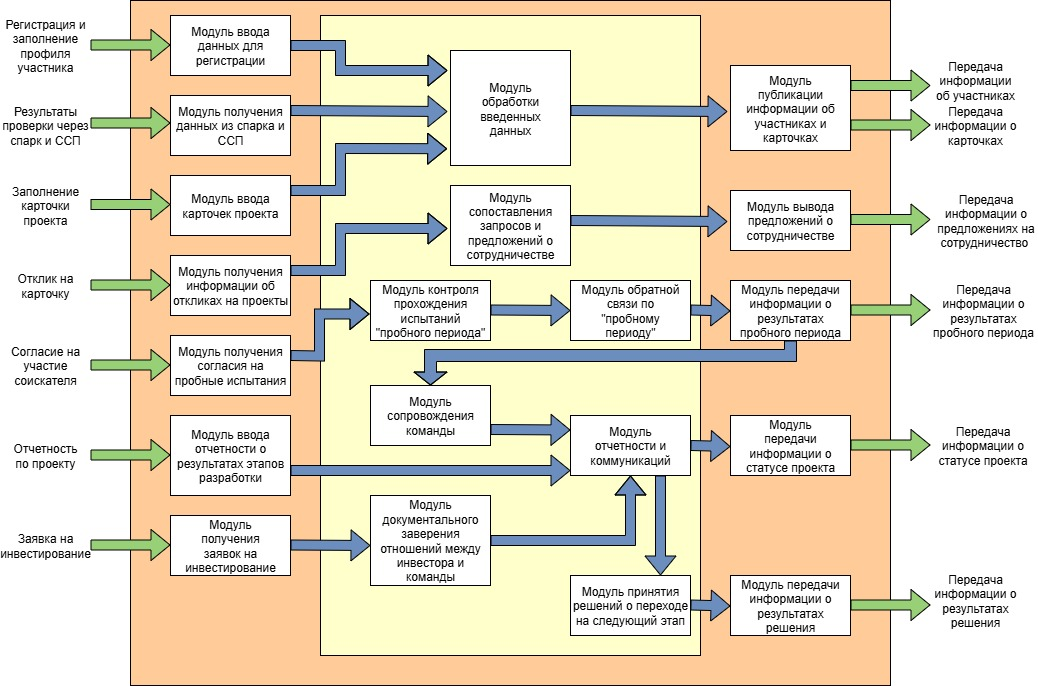 Регистрация и
заполнение
профиля
участника
Результаты
проверки через
спарк и ССП
Заполнение
карточки
проекта
Отклик на
карточку
Согласие на
участие
соискателя
Отчетность
по проекту
Заявка на
инвестирование
Модуль ввода
данных для
регистрации
Модуль получения
данных из спарка и
ССП
Модуль ввода
карточек проекта
Модуль получения
информации об
откликах на проекты
Модуль получения
согласия на
пробные испытания
Модуль ввода
отчетности о
результатах этапов
разработки
Модуль
получения
заявок на
инвестирование
Модуль
обработки
введенных
данных
Модуль
сопоставления
запросов и
предложений о
сотрудничестве
Модуль контроля
прохождения
испытаний
"пробного периода"
Модуль обратной
связи по
"пробному
периоду"
Модуль
сопровождения
команды
Модуль
отчетности и
коммуникаций
Модуль
документального
заверения
отношений между
инвестора и
команды
Модуль принятия
решений о переходе
на следующий этап
Модуль
публикации
информации об
участниках и
карточках
Модуль вывода
предложений о
сотрудничестве
Модуль передачи
информации о
результатах
пробного периода
Модуль
передачи
информации о
статусе проекта
Модуль передачи
информации о
результатах
решения
Передача
информации
об участниках
Передача
информации о
карточках
Передача
информации о
предложениях на
сотрудничество
Передача
информации о
результатах
пробного периода
Передача
информации о
статусе проекта
Передача
информации о
результатах
решения